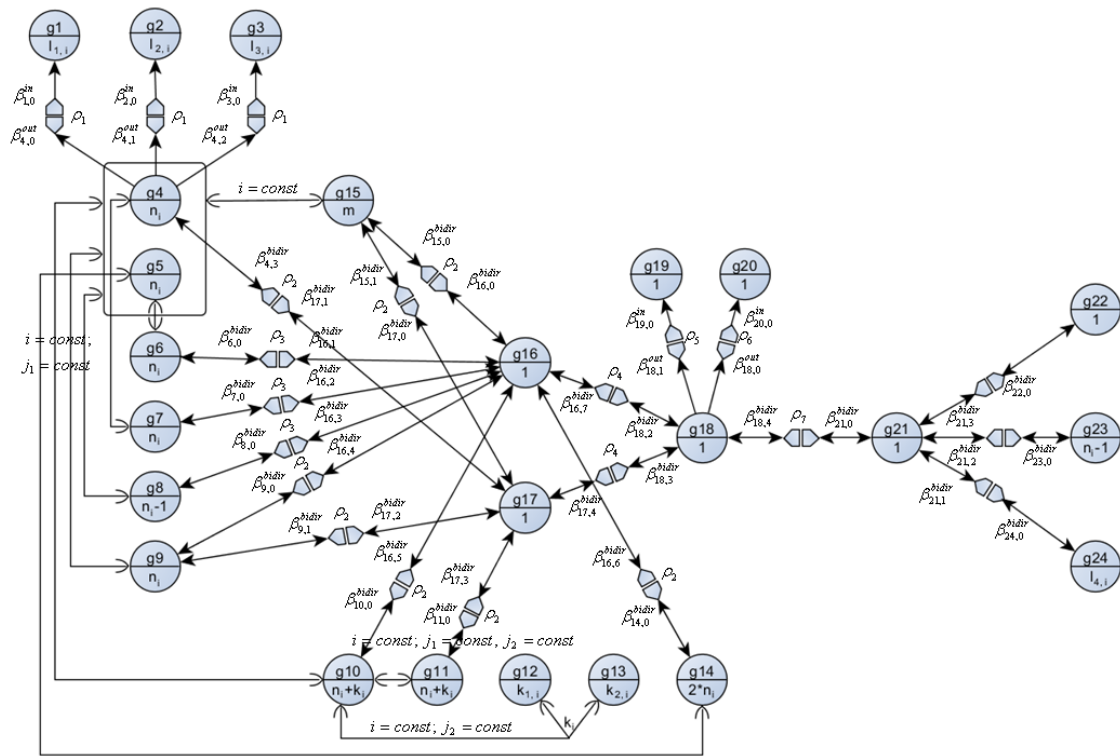 g1
l₁,ᵢ
g2
l₂,ᵢ
g3
l₃,ᵢ
β₁,₀ⁱⁿ
ρ₁
β₂,₀ⁱⁿ
ρ₁
β₃,₀ⁱⁿ
ρ₁
β₄,₀ᵒᵘᵗ
β₄,₁ᵒᵘᵗ
β₄,₂ᵒᵘᵗ
g4
nᵢ
i = const
g15
m
g5
nᵢ
β₄,₃ᵇⁱᵈⁱʳ
ρ₂
β₁₇,₁ᵇⁱᵈⁱʳ
β₁₅,₀ᵇⁱᵈⁱʳ
ρ₂
β₁₆,₀ᵇⁱᵈⁱʳ
β₁₅,₁ᵇⁱᵈⁱʳ
ρ₂
β₁₇,₀ᵇⁱᵈⁱʳ
g19
1
g20
1
β₁₉,₀ⁱⁿ
ρ₅
β₂₀,₀ⁱⁿ
ρ₆
β₁₈,₁ᵒᵘᵗ
β₁₈,₀ᵒᵘᵗ
g22
1
i = const;
j₁ = const
g6
nᵢ
β₆,₀ᵇⁱᵈⁱʳ
ρ₃
β₁₆,₁ᵇⁱᵈⁱʳ
g16
1
β₁₆,₂ᵇⁱᵈⁱʳ
g7
nᵢ
β₇,₀ᵇⁱᵈⁱʳ
ρ₃
β₁₆,₃ᵇⁱᵈⁱʳ
ρ₄
β₁₆,₇ᵇⁱᵈⁱʳ
β₁₈,₂ᵇⁱᵈⁱʳ
g18
1
β₁₈,₄ᵇⁱᵈⁱʳ
ρ₇
β₂₁,₀ᵇⁱᵈⁱʳ
g21
1
β₂₂,₀ᵇⁱᵈⁱʳ
β₂₁,₃ᵇⁱᵈⁱʳ
g23
nᵢ-1
β₂₁,₂ᵇⁱᵈⁱʳ
β₂₃,₀ᵇⁱᵈⁱʳ
β₂₁,₁ᵇⁱᵈⁱʳ
β₂₄,₀ᵇⁱᵈⁱʳ
g24
l₄,ᵢ
β₈,₀ᵇⁱᵈⁱʳ
ρ₃
β₁₆,₄ᵇⁱᵈⁱʳ
g8
nᵢ-1
β₉,₀ᵇⁱᵈⁱʳ
ρ₂
ρ₄
β₁₈,₃ᵇⁱᵈⁱʳ
β₁₇,₄ᵇⁱᵈⁱʳ
g17
1
g9
nᵢ
β₉,₁ᵇⁱᵈⁱʳ
ρ₂
β₁₇,₂ᵇⁱᵈⁱʳ
β₁₆,₅ᵇⁱᵈⁱʳ
ρ₂
β₁₀,₀ᵇⁱᵈⁱʳ
β₁₇,₃ᵇⁱᵈⁱʳ
ρ₂
β₁₁,₀ᵇⁱᵈⁱʳ
β₁₆,₆ᵇⁱᵈⁱʳ
ρ₂
β₁₄,₀ᵇⁱᵈⁱʳ
i = const; j₁ = const, j₂ = const
g10
nᵢ+kᵢ
g11
nᵢ+kᵢ
g12
k₁,ᵢ
g13
k₂,ᵢ
g14
2*nᵢ
i = const; j₂ = const
kᵢ